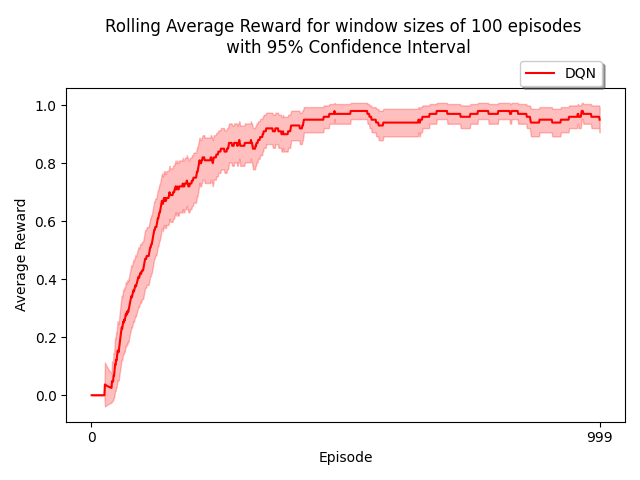 Rolling Average Reward for window sizes of 100 episodes
with 95% Confidence Interval
DQN
1.0
0.8
0.6
0.4
0.2
0.0
Average Reward
0
999
Episode